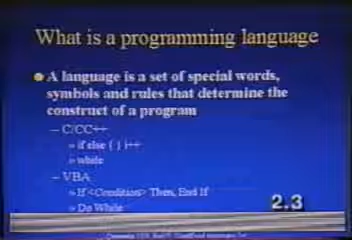 What is a programming language
A language is a set of special words,
symbols and rules that determine the
construct of a program
– C/CC++
» if else { } i++
» while
– VBA
» If <Condition> Then, End If
» Do While
2.3